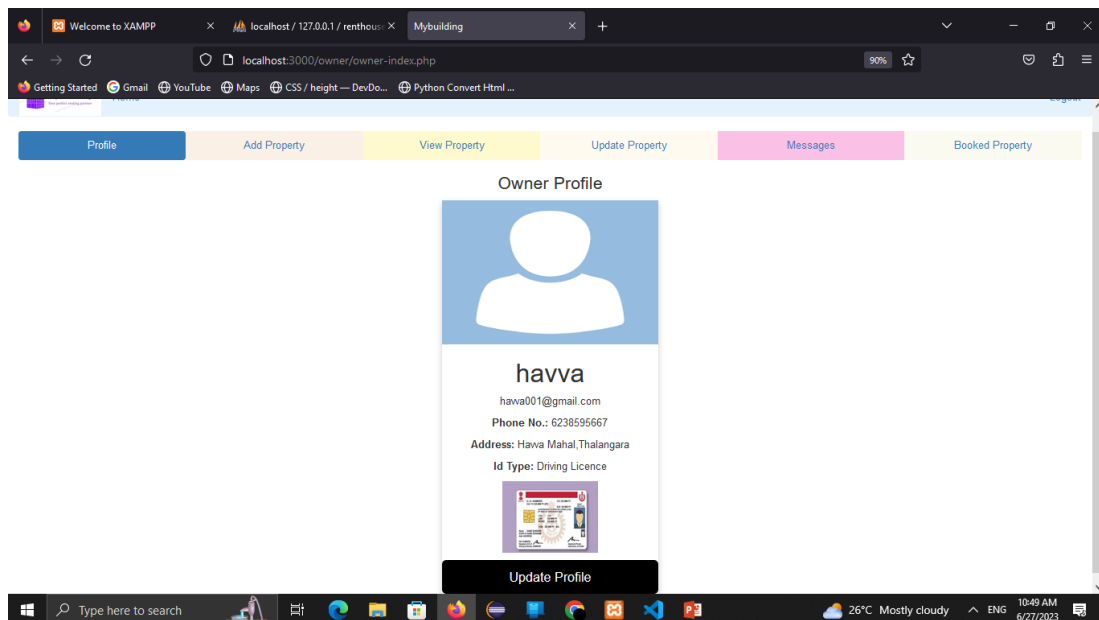 Welcome to XAMPP
localhost / 127.0.0.1 / renthouse
Mybuilding
localhost:3000/owner/owner-index.php
90%
Getting Started Gmail YouTube Maps CSS / height — DevDo... Python Convert Html ...
Home
Logout
Profile Add Property View Property Update Property Messages Booked Property
Owner Profile
havva
hawa001@gmail.com
Phone No.: 6238595667
Address: Hawa Mahal,Thalangara
Id Type: Driving Licence
Update Profile
Type here to search
26°C Mostly cloudy
ENG
10:49 AM
6/27/2023